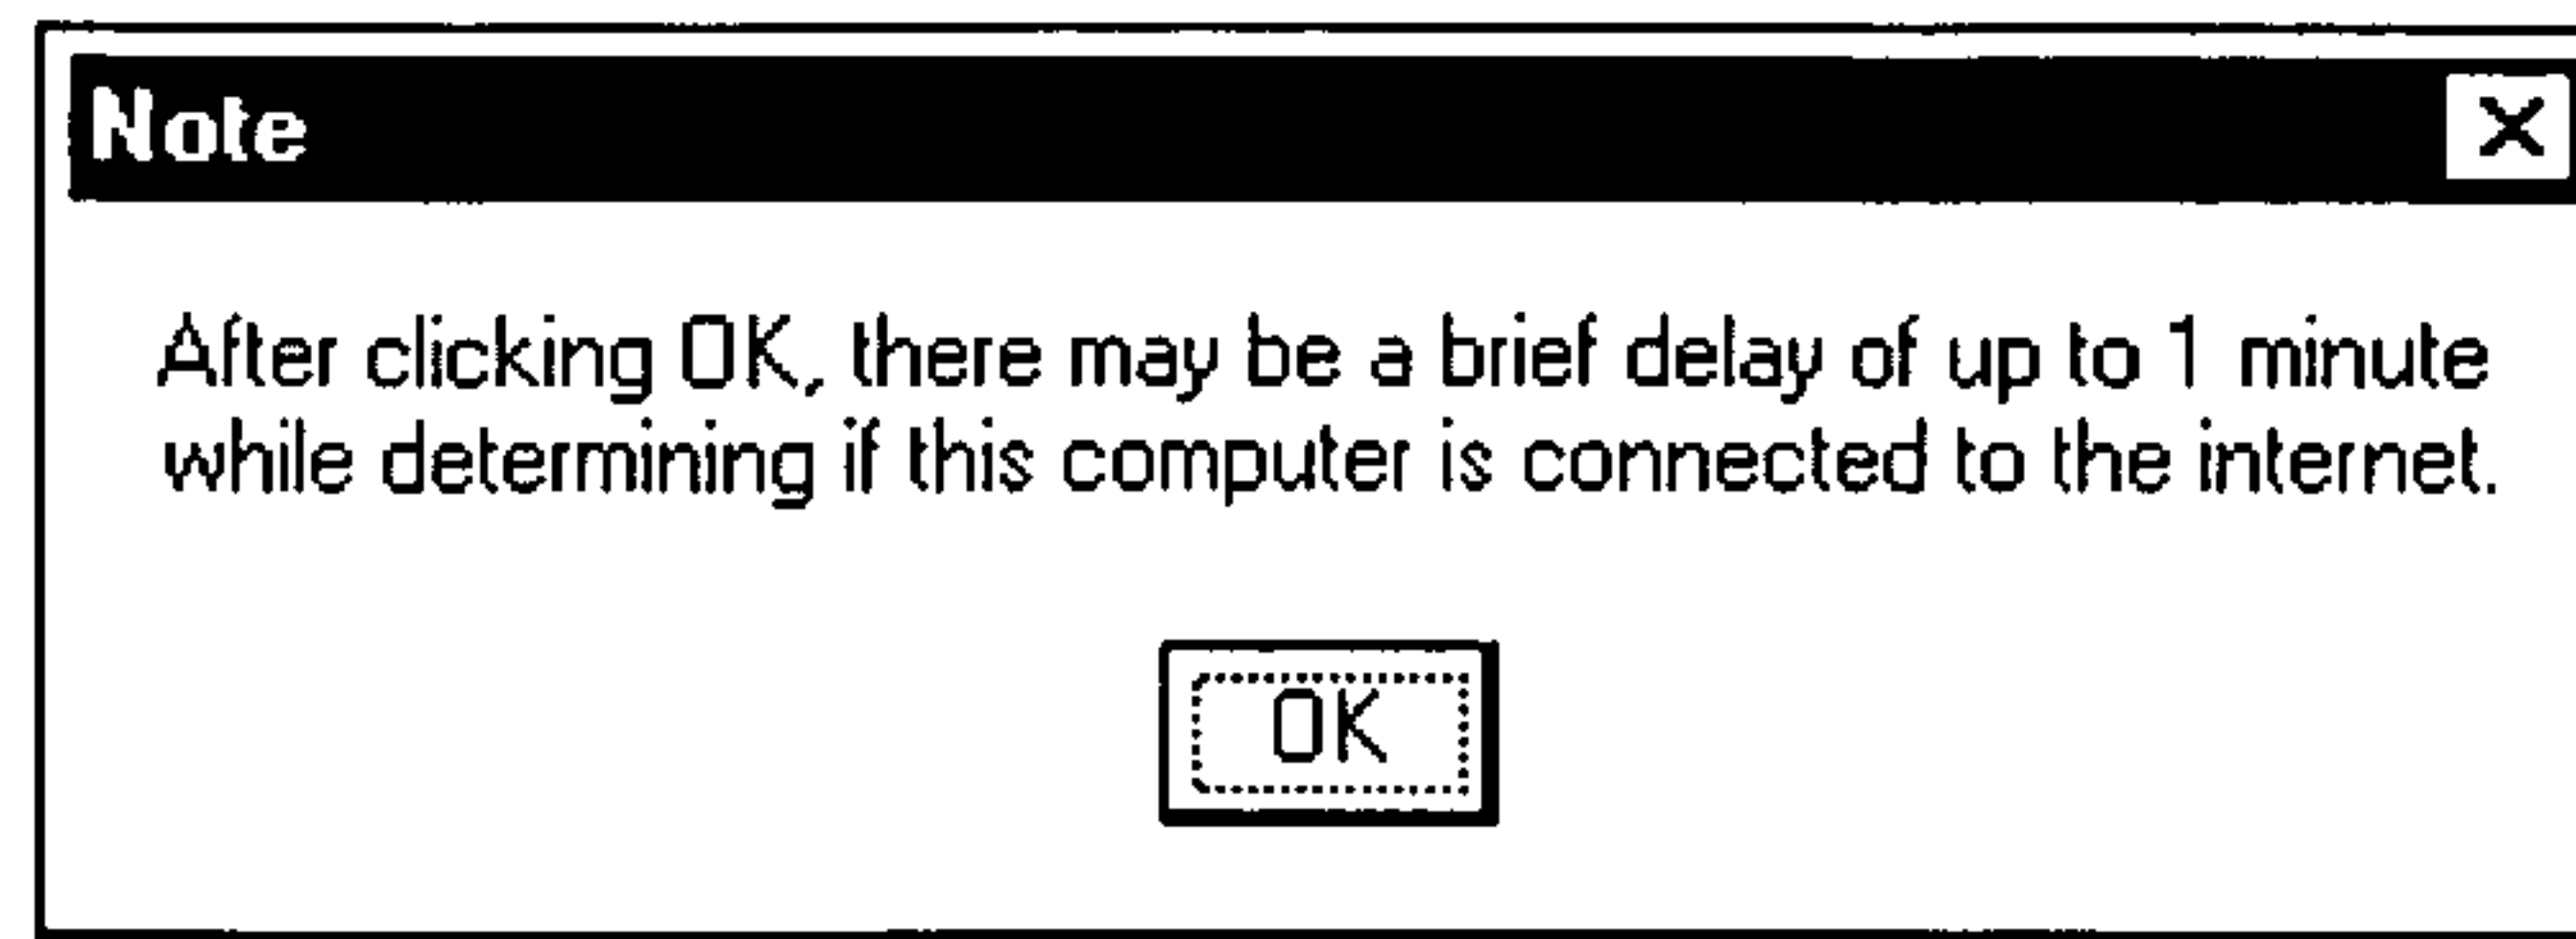 Note
After clicking OK, there may be a brief delay of up to 1 minute
while determining if this computer is connected to the internet.
OK